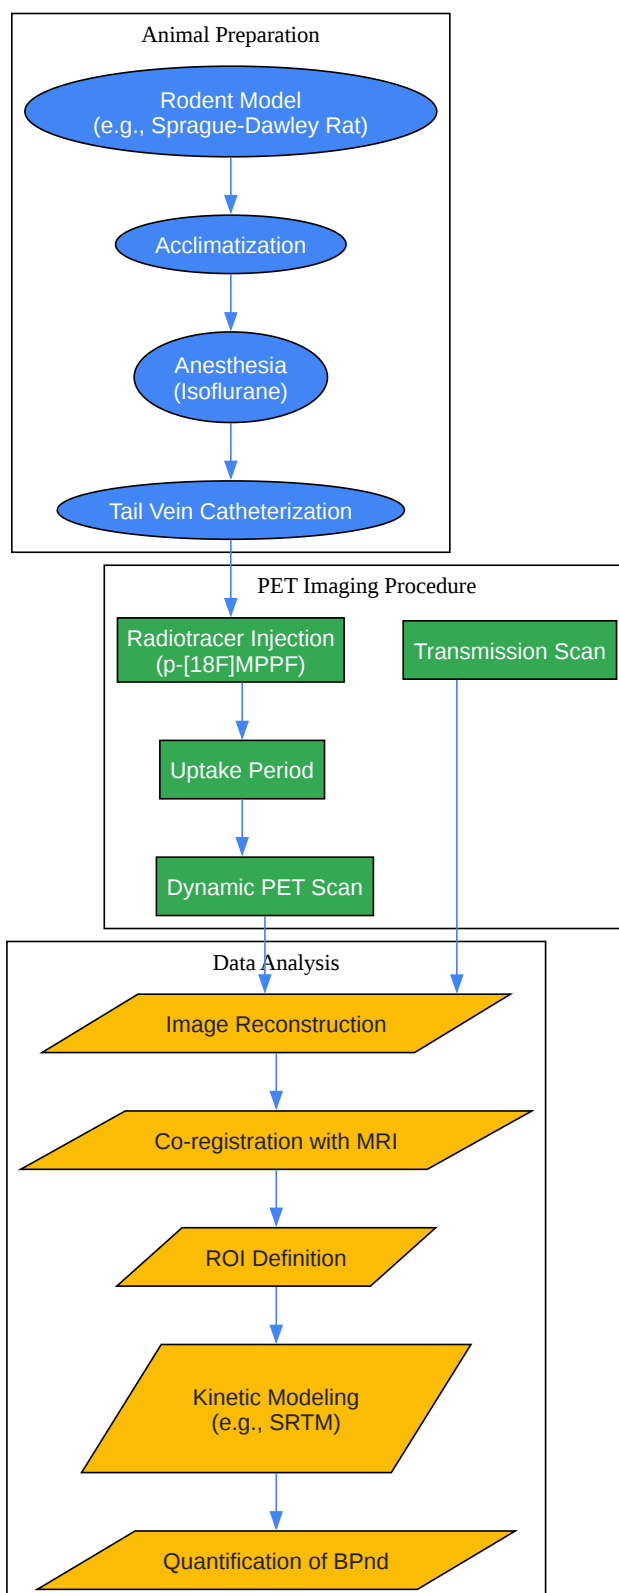 Animal Preparation
Rodent Model
(e.g., Sprague-Dawley Rat)
Acclimatization
Anesthesia
(Isoflurane)
Tail Vein Catheterization
PET Imaging Procedure
Radiotracer Injection
(p-[18F]MPPF)
Transmission Scan
Uptake Period
Dynamic PET Scan
Data Analysis
Image Reconstruction
Co-registration with MRI
ROI Definition
Kinetic Modeling
(e.g., SRTM)
Quantification of BPnd